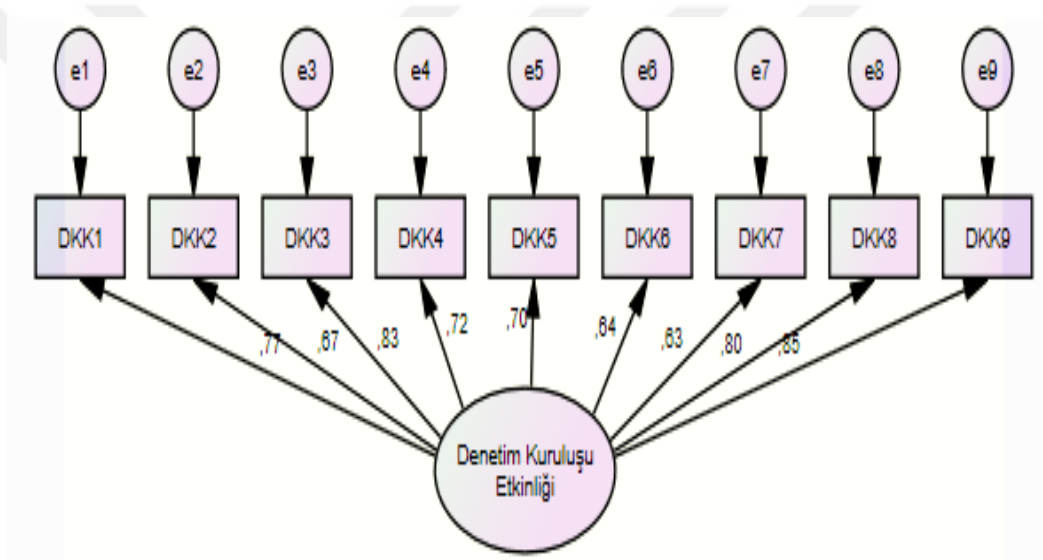 e1 e2 e3 e4 e5 e6 e7 e8 e9
DKK1 DKK2 DKK3 DKK4 DKK5 DKK6 DKK7 DKK8 DKK9
,77 ,67 ,83 ,72 ,70 ,64 ,63 ,80 ,85
Denetim Kuruluşu
Etkinliği